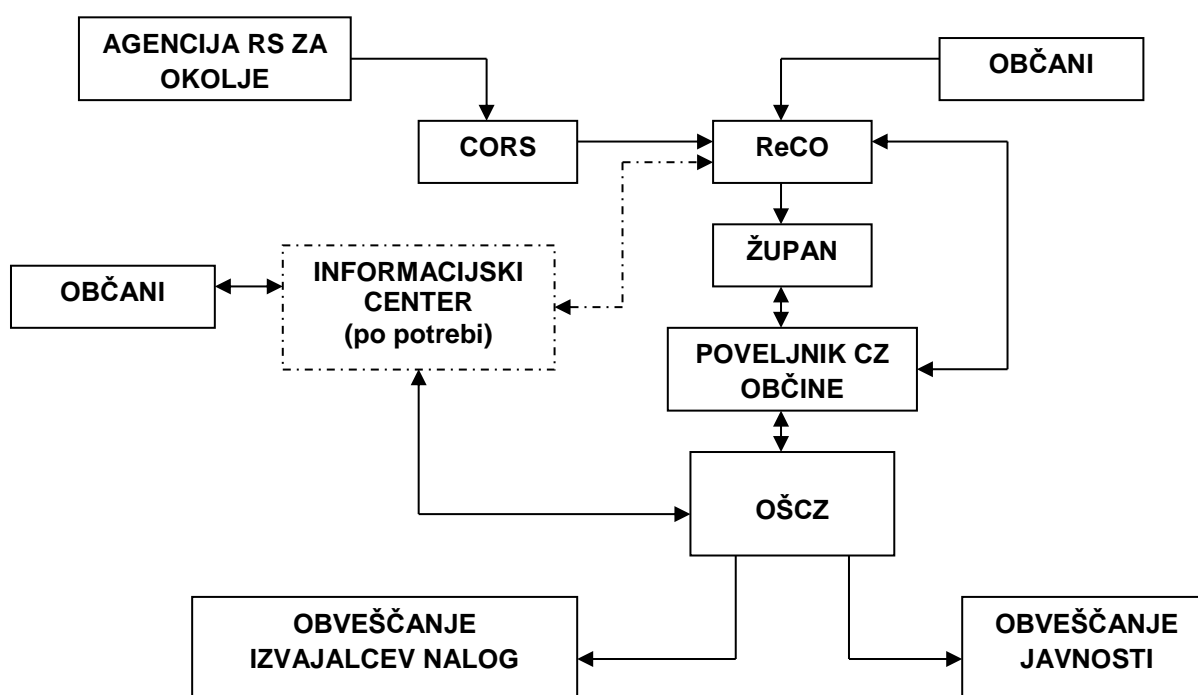 AGENCIJA RS ZA
OKOLJE
OBČANI
CORS
ReCO
ŽUPAN
OBČANI
INFORMACIJSKI
CENTER
(po potrebi)
POVELJNIK CZ
OBČINE
OŠCZ
OBVEŠČANJE
IZVAJALCEV NALOG
OBVEŠČANJE
JAVNOSTI